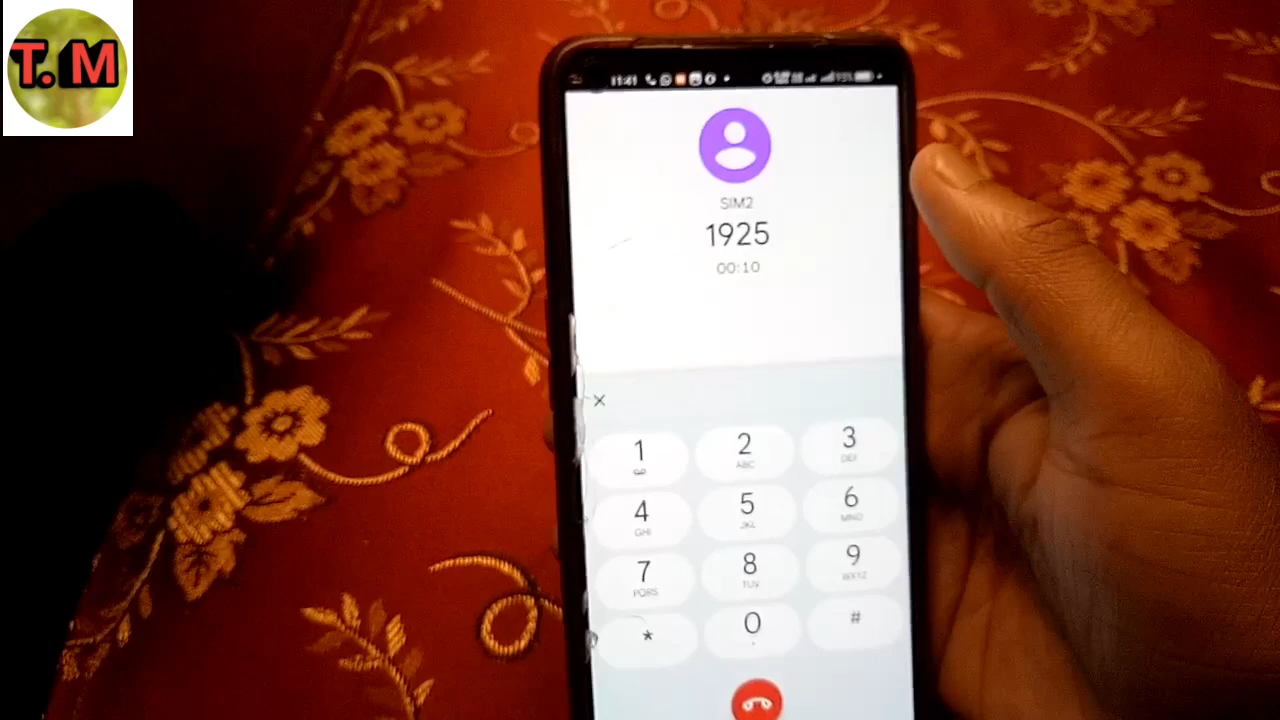 T. M
11:41
SIM2
1925
00:10
×
1
2
ABC
3
DEF
4
GHI
5
JKL
6
MNO
7
PQRS
8
TUV
9
WXYZ
*
0
#